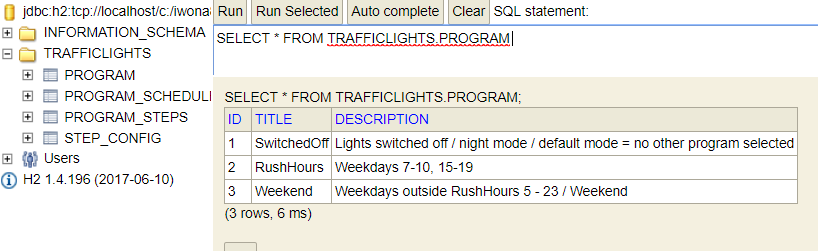 jdbc:h2:tcp://localhost/c:/iwona
INFORMATION_SCHEMA
TRAFFICLIGHTS
PROGRAM
PROGRAM_SCHEDULI
PROGRAM_STEPS
STEP_CONFIG
Users
H2 1.4.196 (2017-06-10)
Run Run Selected Auto complete Clear SQL statement:
SELECT * FROM TRAFFICLIGHTS.PROGRAM
SELECT * FROM TRAFFICLIGHTS.PROGRAM;
ID TITLE DESCRIPTION
1 SwitchedOff Lights switched off / night mode / default mode = no other program selected
2 RushHours Weekdays 7-10, 15-19
3 Weekend Weekdays outside RushHours 5 - 23 / Weekend
(3 rows, 6 ms)